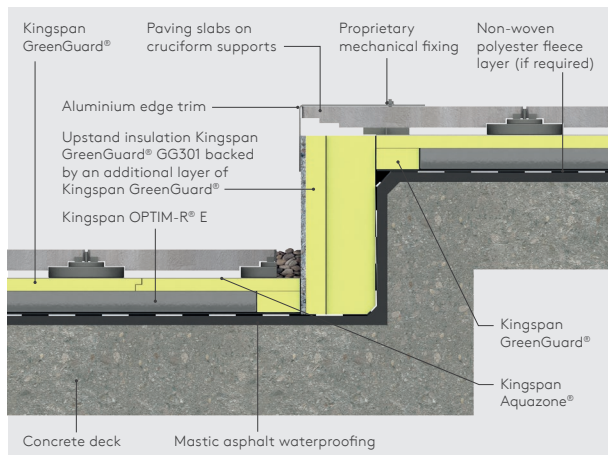 Kingspan
GreenGuard®
Paving slabs on
cruciform supports
Proprietary
mechanical fixing
Non-woven
polyester fleece
layer (if required)
Aluminium edge trim
Upstand insulation Kingspan
GreenGuard® GG301 backed
by an additional layer of
Kingspan GreenGuard®
Kingspan OPTIM-R® E
Kingspan
GreenGuard®
Kingspan
Aquazone®
Concrete deck
Mastic asphalt waterproofing